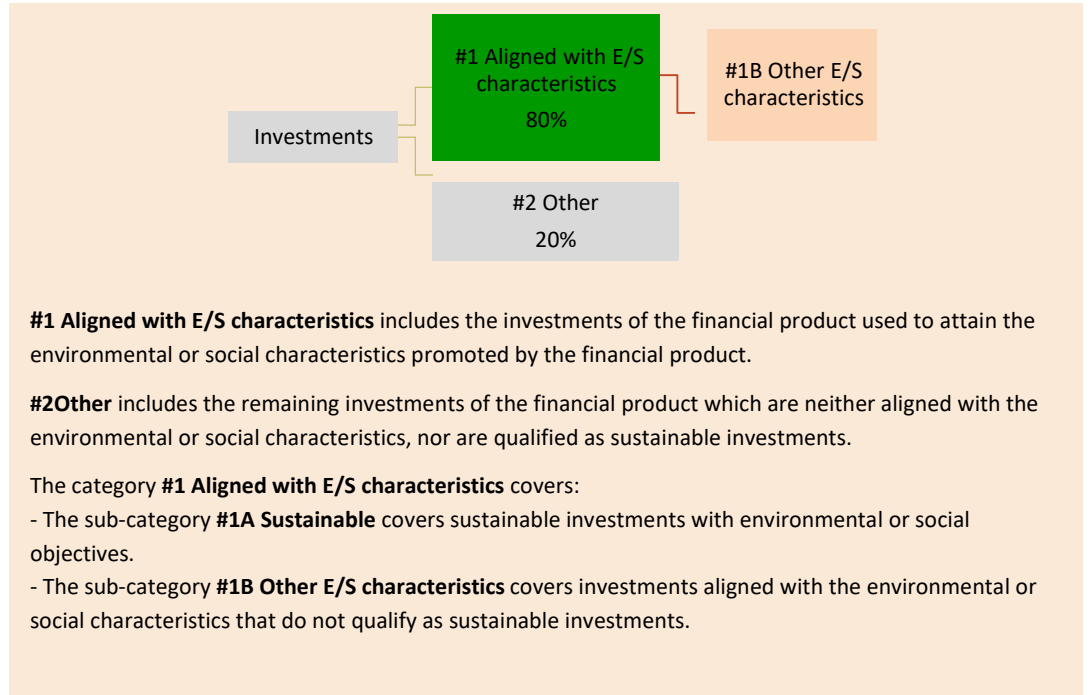 #1 Aligned with E/S
characteristics
80%
#1B Other E/S
characteristics
Investments
#2 Other
20%
#1 Aligned with E/S characteristics includes the investments of the financial product used to attain the
environmental or social characteristics promoted by the financial product.
#2Other includes the remaining investments of the financial product which are neither aligned with the
environmental or social characteristics, nor are qualified as sustainable investments.
The category #1 Aligned with E/S characteristics covers:
- The sub-category #1A Sustainable covers sustainable investments with environmental or social
objectives.
- The sub-category #1B Other E/S characteristics covers investments aligned with the environmental or
social characteristics that do not qualify as sustainable investments.